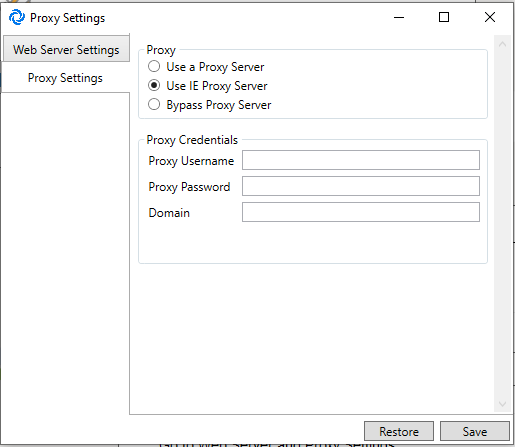 Proxy Settings
Web Server Settings
Proxy Settings
Proxy
Use a Proxy Server
Use IE Proxy Server
Bypass Proxy Server
Proxy Credentials
Proxy Username
Proxy Password
Domain
Restore
Save